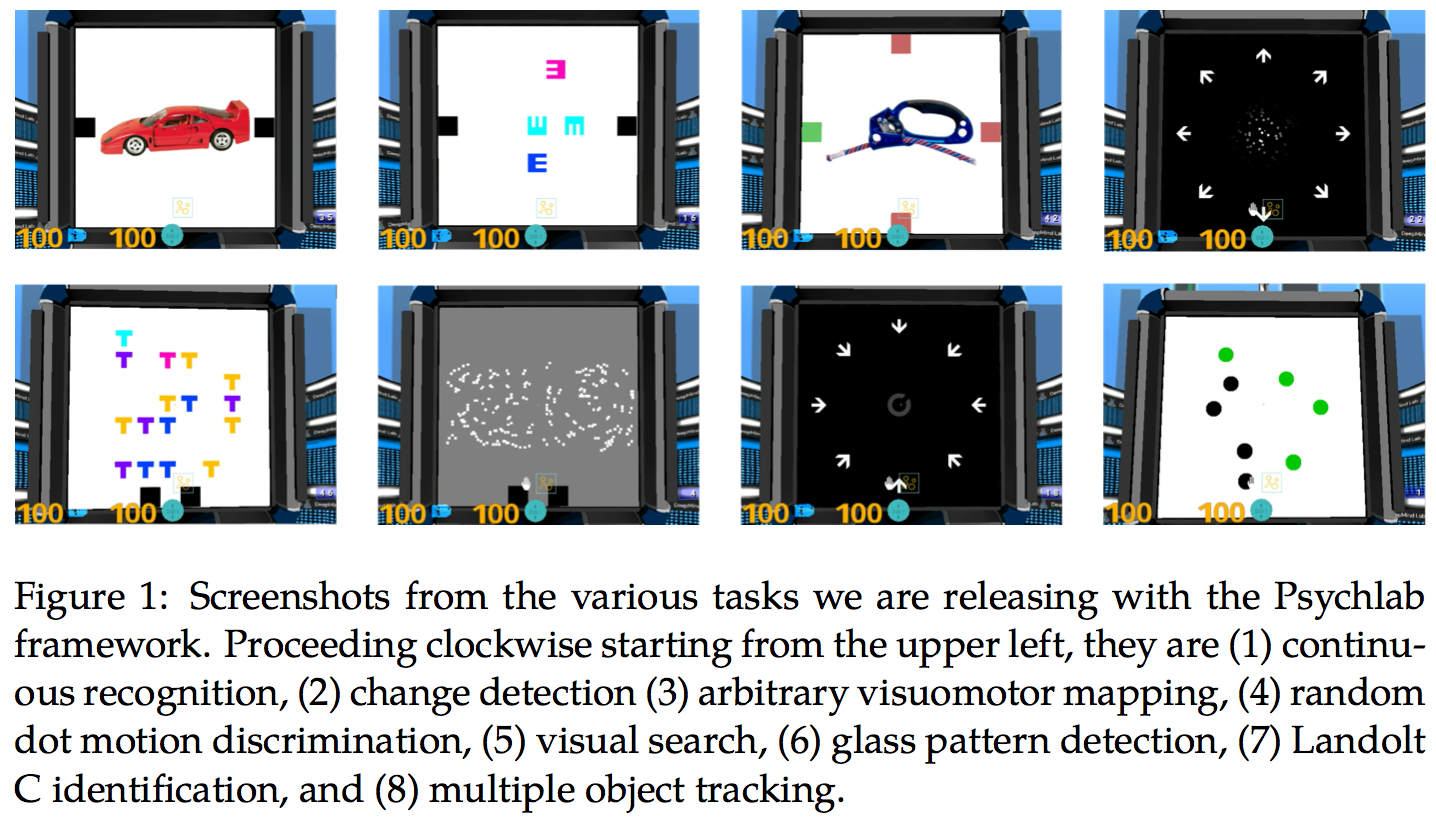 E
E E
E
100 100 100 100 100 100 100 100
T
T T T
T
T T T
T T T T
T T T T
100 100 100 100 100 100 100 100
Figure 1: Screenshots from the various tasks we are releasing with the Psychlab
framework. Proceeding clockwise starting from the upper left, they are (1) continu-
ous recognition, (2) change detection (3) arbitrary visuomotor mapping, (4) random
dot motion discrimination, (5) visual search, (6) glass pattern detection, (7) Landolt
C identification, and (8) multiple object tracking.